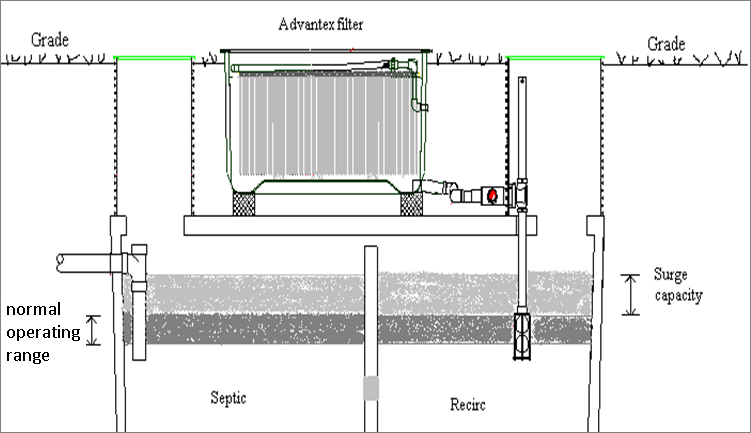 Advantex filter
Grade
Grade
Surge
capacity
normal
operating
range
Septic
Recirc